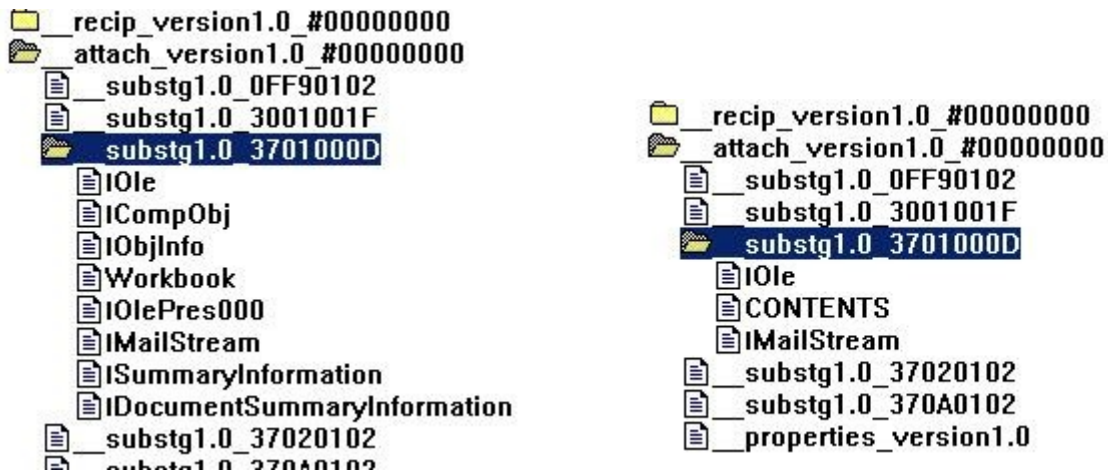 __recip_version1.0_#00000000
__attach_version1.0_#00000000
__substg1.0_0FF90102
__substg1.0_3001001F
__substg1.0_3701000D
IOle
ICompObj
IObjInfo
Workbook
IOlePres000
IMailStream
ISummaryInformation
IDocumentSummaryInformation
__substg1.0_37020102
__substg1.0_370A0102
__recip_version1.0_#00000000
__attach_version1.0_#00000000
__substg1.0_0FF90102
__substg1.0_3001001F
__substg1.0_3701000D
IOle
CONTENTS
IMailStream
__substg1.0_37020102
__substg1.0_370A0102
__properties_version1.0